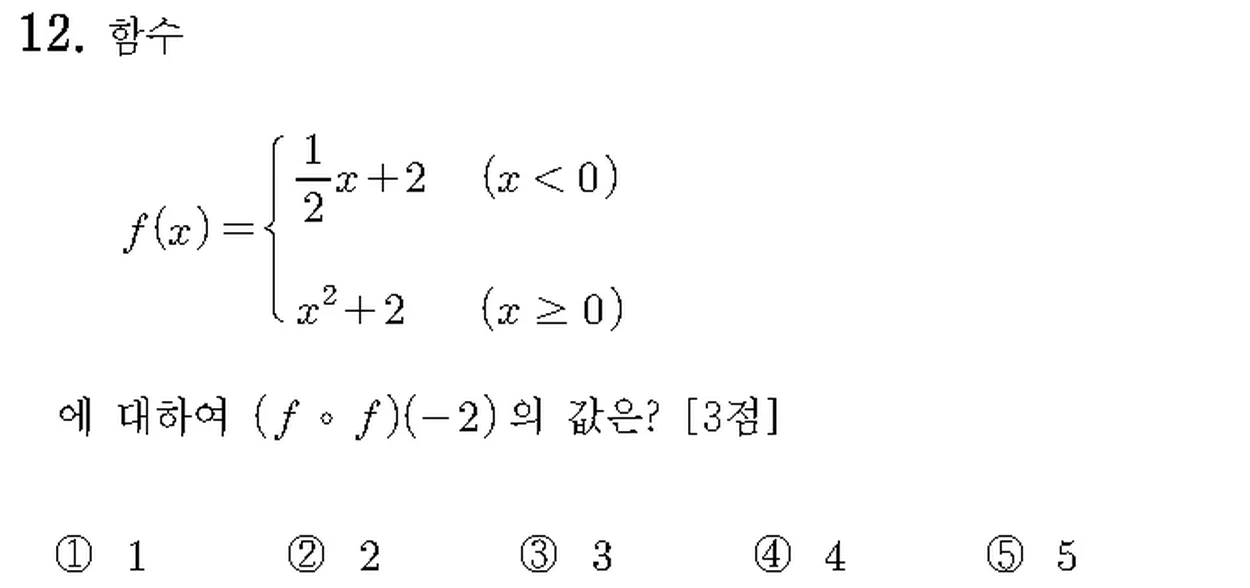 12. 함수
f(x) = { 1/2 x + 2 (x < 0)
x² + 2 (x ≥ 0)
에 대하여 (f ∘ f)(−2)의 값은? [3점]
① 1 ② 2 ③ 3 ④ 4 ⑤ 5